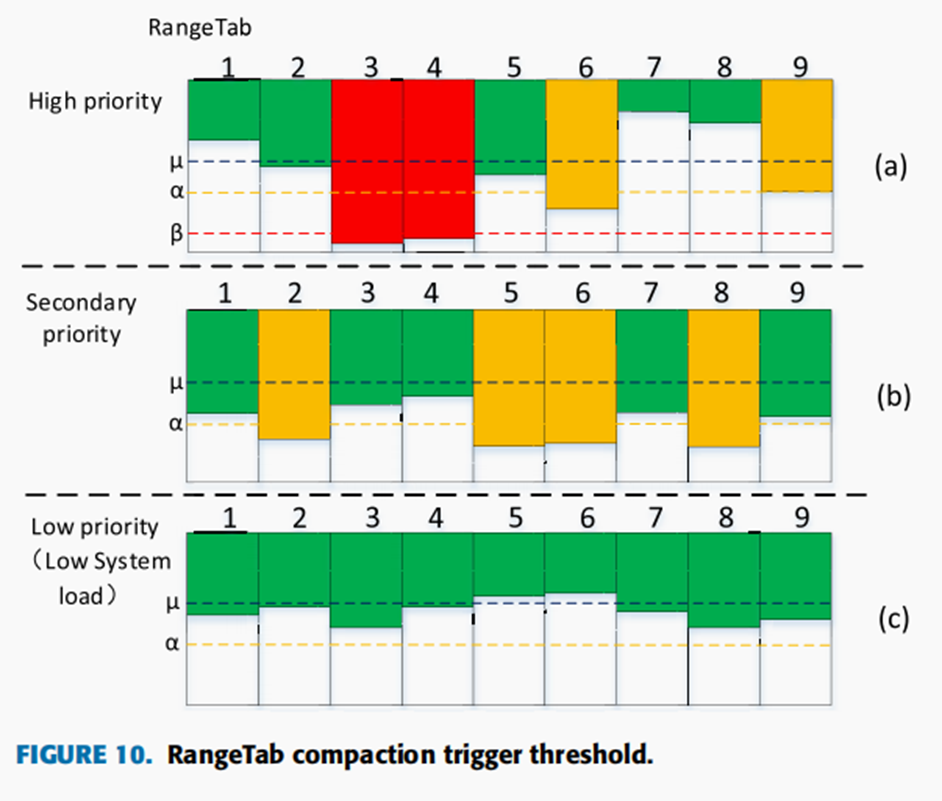 RangeTab
1 2 3 4 5 6 7 8 9
High priority
μ
α
β
(a)
1 2 3 4 5 6 7 8 9
Secondary
priority
μ
α
(b)
1 2 3 4 5 6 7 8 9
Low priority
（Low System
load）
μ
α
(c)
FIGURE 10. RangeTab compaction trigger threshold.